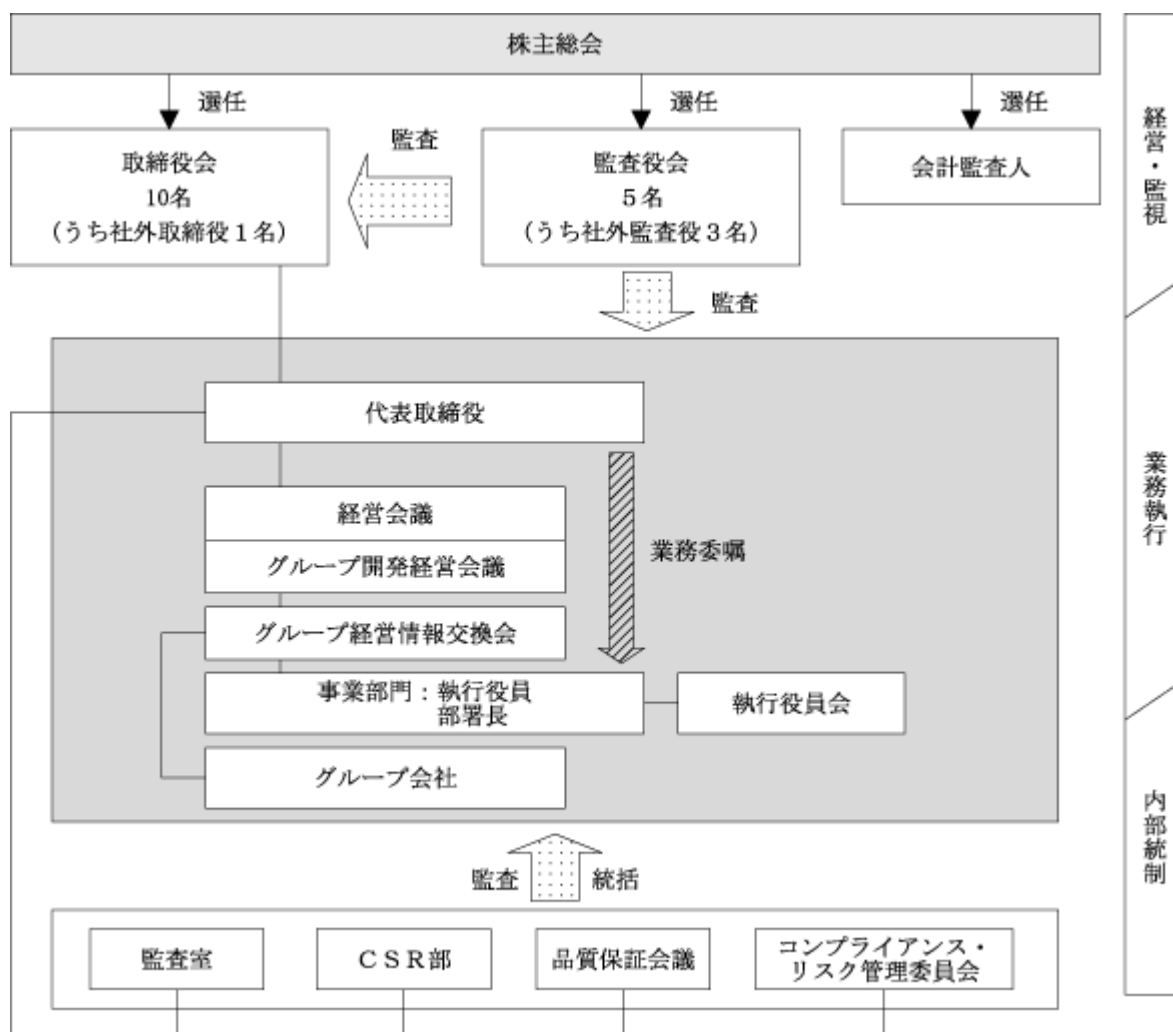 株主総会
選任
選任
選任
取締役会
10名
（うち社外取締役１名）
監査
監査役会
５名
（うち社外監査役３名）
会計監査人
監査
代表取締役
経営会議
グループ開発経営会議
業務委嘱
グループ経営情報交換会
事業部門：執行役員
部署長
執行役員会
グループ会社
監査
統括
監査室
ＣＳＲ部
品質保証会議
コンプライアンス・
リスク管理委員会
経営・監視
業務執行
内部統制